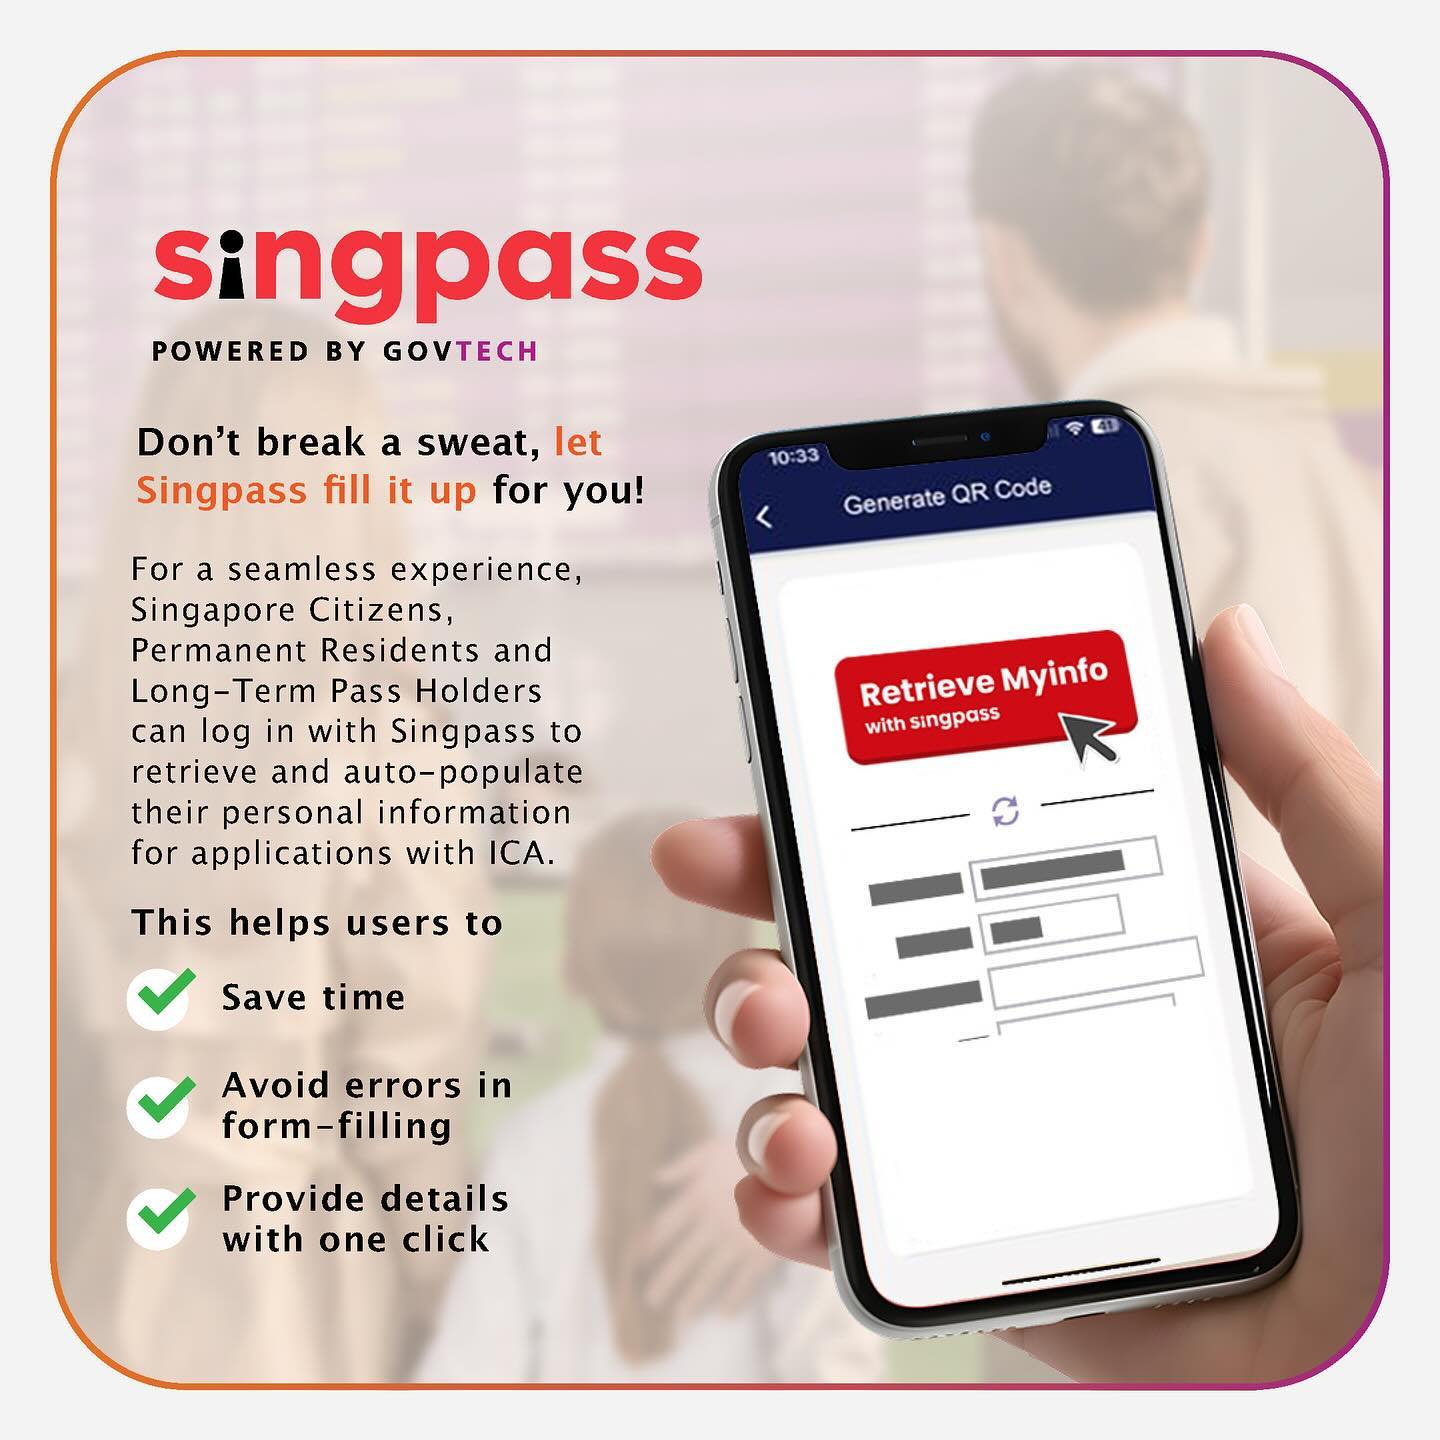 singpass
POWERED BY GOVTECH
Don't break a sweat, let
Singpass fill it up for you!
For a seamless experience,
Singapore Citizens,
Permanent Residents and
Long-Term Pass Holders
can log in with Singpass to
retrieve and auto-populate
their personal information
for applications with ICA.
This helps users to
Save time
Avoid errors in
form-filling
Provide details
with one click
10:33
Generate QR Code
Retrieve Myinfo
with singpass